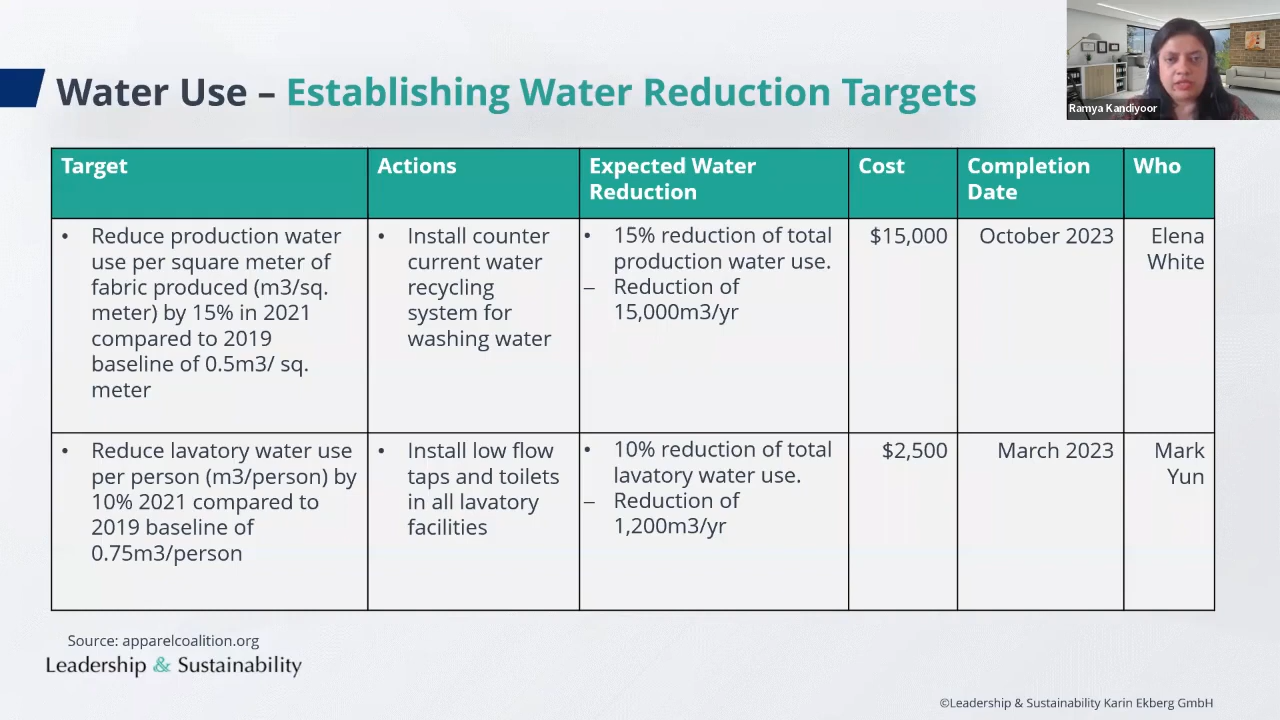 Ramya Kandiyoor
Water Use – Establishing Water Reduction Targets
Target
Actions
Expected Water
Reduction
Cost
Completion
Date
Who
• Reduce production water
use per square meter of
fabric produced (m3/sq.
meter) by 15% in 2021
compared to 2019
baseline of 0.5m3/ sq.
meter
• Install counter
current water
recycling
system for
washing water
• 15% reduction of total
production water use.
– Reduction of
15,000m3/yr
$15,000
October 2023
Elena
White
• Reduce lavatory water use
per person (m3/person) by
10% 2021 compared to
2019 baseline of
0.75m3/person
• Install low flow
taps and toilets
in all lavatory
facilities
• 10% reduction of total
lavatory water use.
– Reduction of
1,200m3/yr
$2,500
March 2023
Mark
Yun
Source: apparelcoalition.org
Leadership & Sustainability
©Leadership & Sustainability Karin Ekberg GmbH